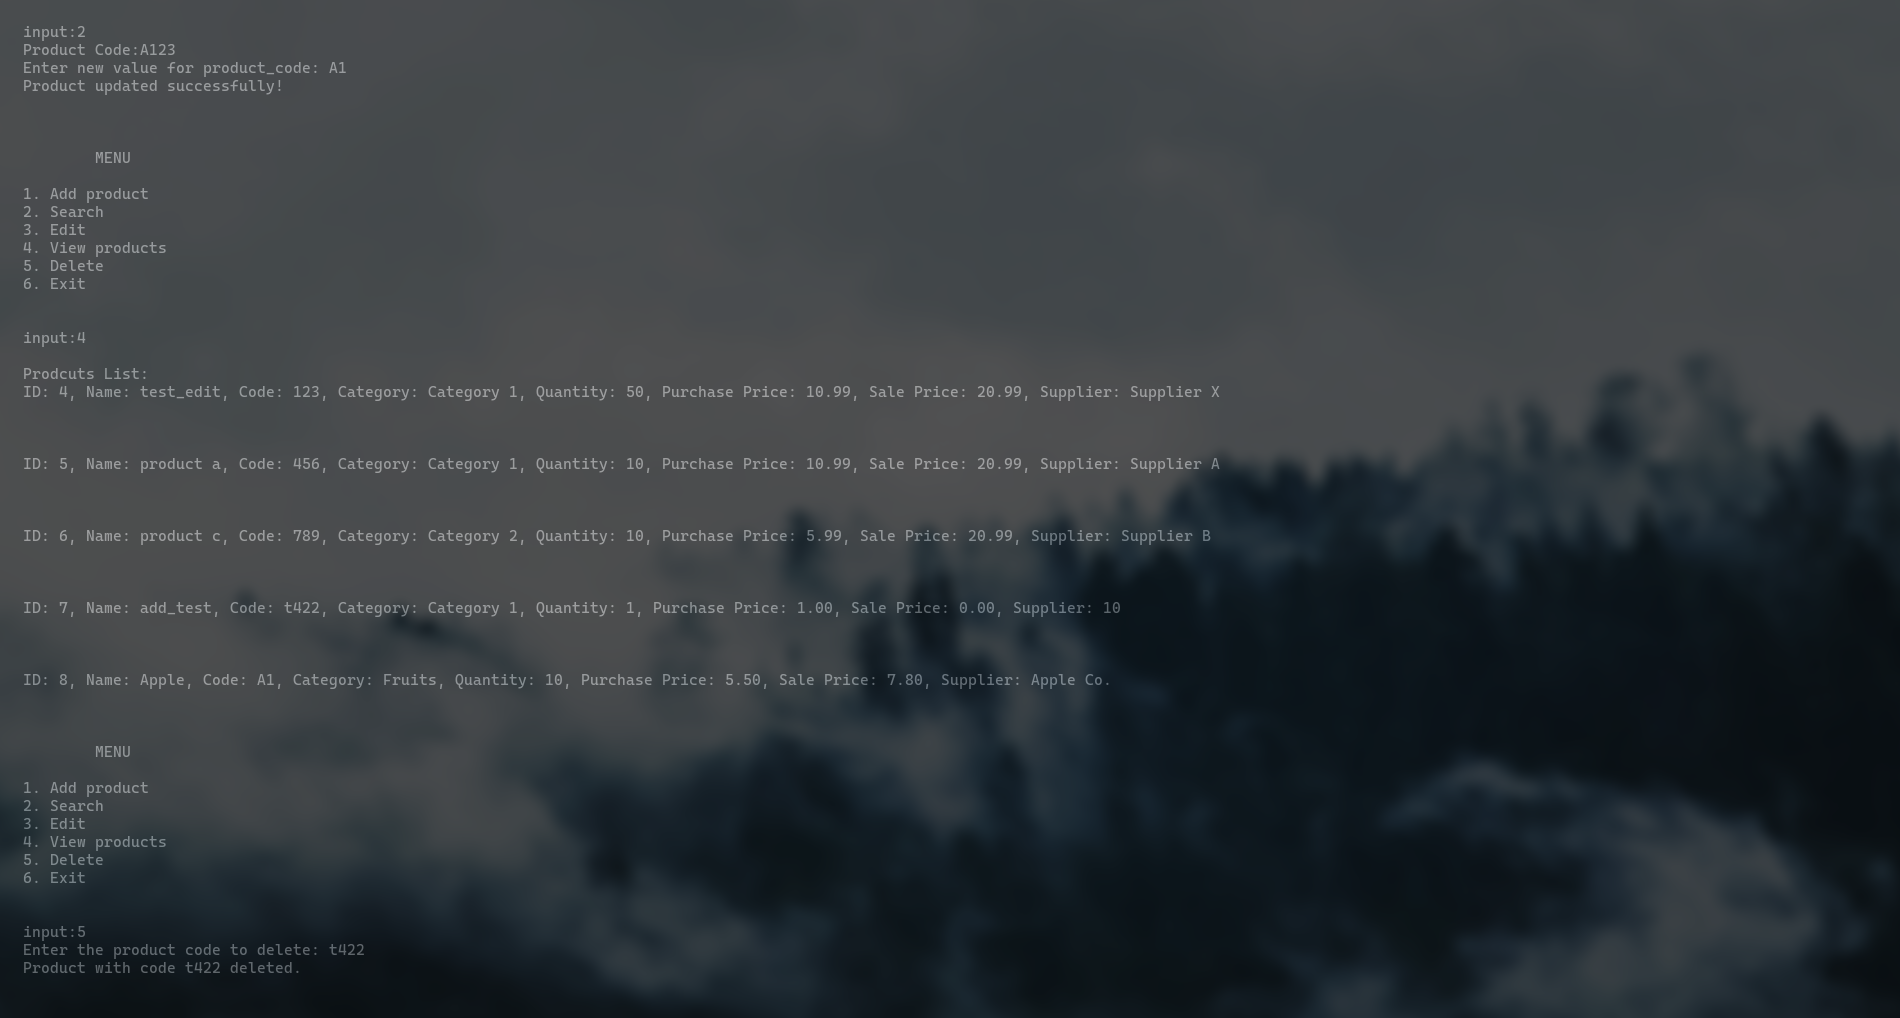 input:2
Product Code:A123
Enter new value for product_code: A1
Product updated successfully!
MENU
1. Add product
2. Search
3. Edit
4. View products
5. Delete
6. Exit
input:4
Prodcuts List:
ID: 4, Name: test_edit, Code: 123, Category: Category 1, Quantity: 50, Purchase Price: 10.99, Sale Price: 20.99, Supplier: Supplier X
ID: 5, Name: product a, Code: 456, Category: Category 1, Quantity: 10, Purchase Price: 10.99, Sale Price: 20.99, Supplier: Supplier A
ID: 6, Name: product c, Code: 789, Category: Category 2, Quantity: 10, Purchase Price: 5.99, Sale Price: 20.99, Supplier: Supplier B
ID: 7, Name: add_test, Code: t422, Category: Category 1, Quantity: 1, Purchase Price: 1.00, Sale Price: 0.00, Supplier: 10
ID: 8, Name: Apple, Code: A1, Category: Fruits, Quantity: 10, Purchase Price: 5.50, Sale Price: 7.80, Supplier: Apple Co.
MENU
1. Add product
2. Search
3. Edit
4. View products
5. Delete
6. Exit
input:5
Enter the product code to delete: t422
Product with code t422 deleted.